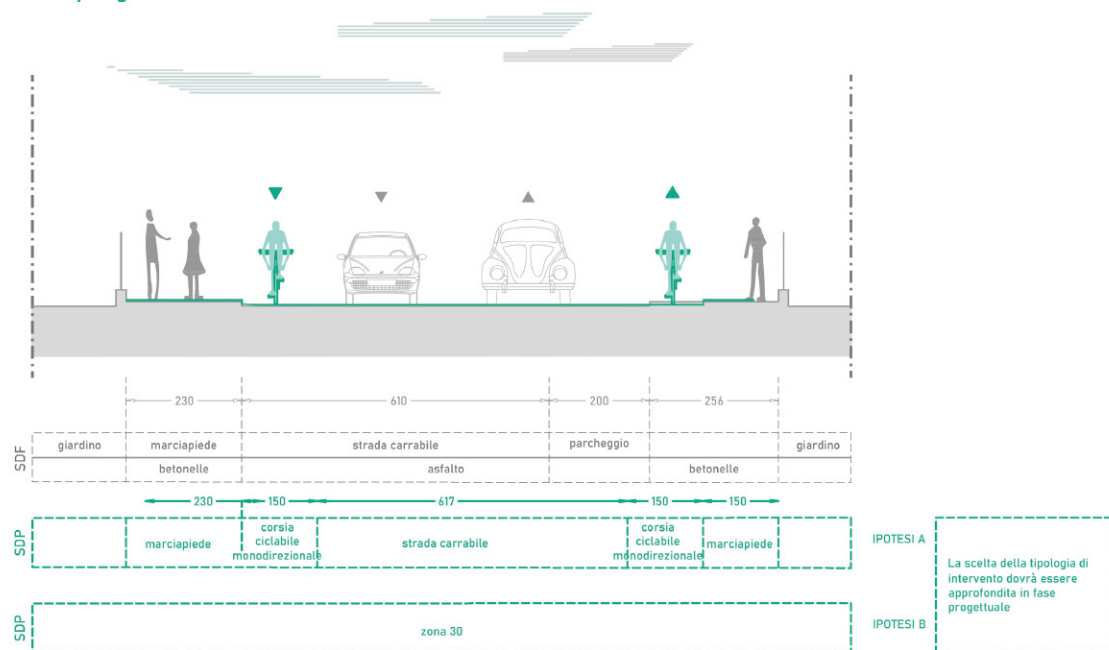 230 610 200 256
SDF
giardino marciapiede strada carrabile parcheggio giardino
betonelle asfalto betonelle
230 150 617 150 150
SDP
marciapiede
corsia
ciclabile
monodirezionale
strada carrabile
corsia
ciclabile
monodirezionale
marciapiede
IPOTESI A
SDP
zona 30
IPOTESI B
La scelta della tipologia di
intervento dovrà essere
approfondita in fase
progettuale